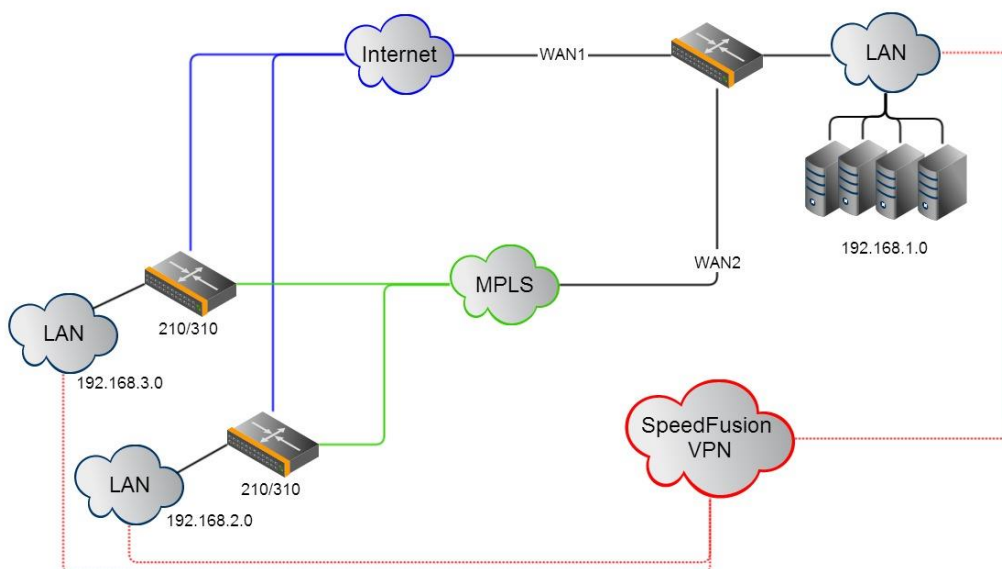 Internet
WAN1
LAN
192.168.1.0
WAN2
MPLS
210/310
LAN
192.168.3.0
SpeedFusion
VPN
LAN
210/310
192.168.2.0